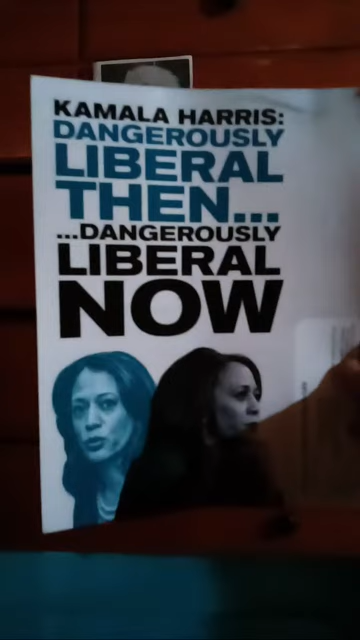 KAMALA HARRIS:
DANGEROUSLY
LIBERAL
THEN...
...DANGEROUSLY
LIBERAL
NOW